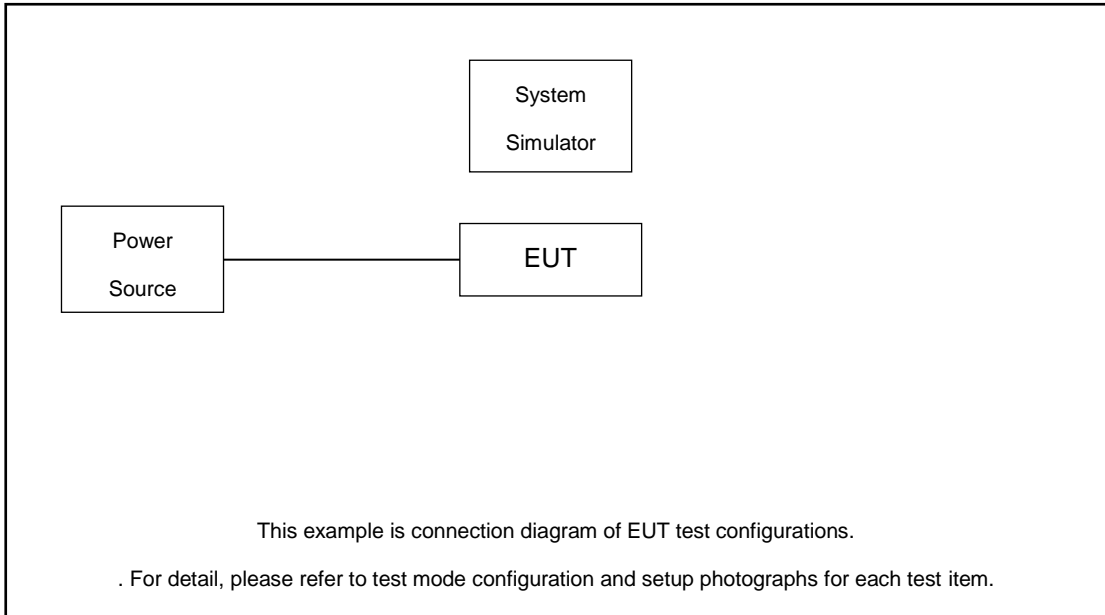 System
Simulator
Power
Source
EUT
This example is connection diagram of EUT test configurations.
. For detail, please refer to test mode configuration and setup photographs for each test item.